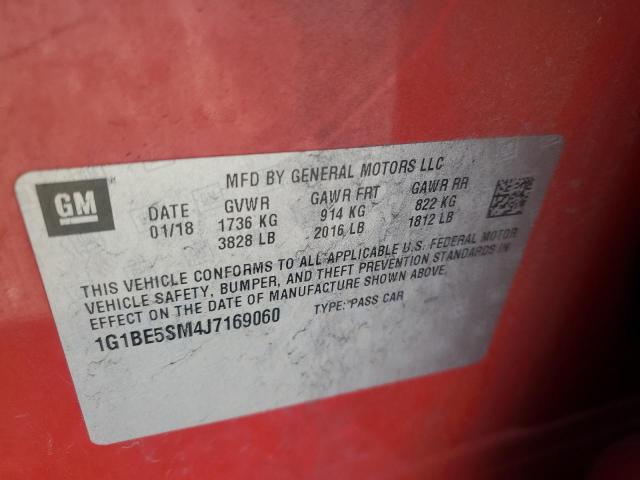 GM
MFD BY GENERAL MOTORS LLC
DATE GVWR GAWR FRT GAWR RR
01/18 1736 KG 914 KG 822 KG
3828 LB 2016 LB 1812 LB
THIS VEHICLE CONFORMS TO ALL APPLICABLE U.S. FEDERAL MOTOR
VEHICLE SAFETY, BUMPER, AND THEFT PREVENTION STANDARDS IN
EFFECT ON THE DATE OF MANUFACTURE SHOWN ABOVE.
1G1BE5SM4J7169060 TYPE: PASS CAR